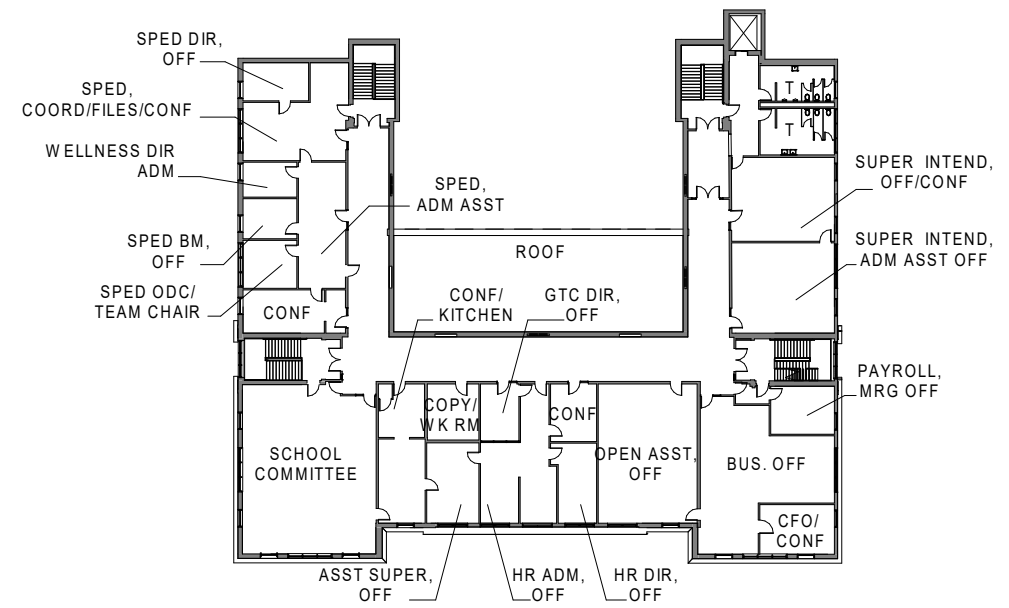 SPED DIR,
OFF
SPED,
COORD/FILES/CONF
WELLNESS DIR
ADM
SPED,
ADM ASST
SPED BM,
OFF
SPED ODC/
TEAM CHAIR
CONF
ROOF
CONF/
KITCHEN
GTC DIR,
OFF
T
T
SUPER INTEND,
OFF/CONF
SUPER INTEND,
ADM ASST OFF
PAYROLL,
MRG OFF
SCHOOL
COMMITTEE
COPY/
WK RM
CONF
OPEN ASST,
OFF
BUS. OFF
CFO/
CONF
ASST SUPER,
OFF
HR ADM,
OFF
HR DIR,
OFF